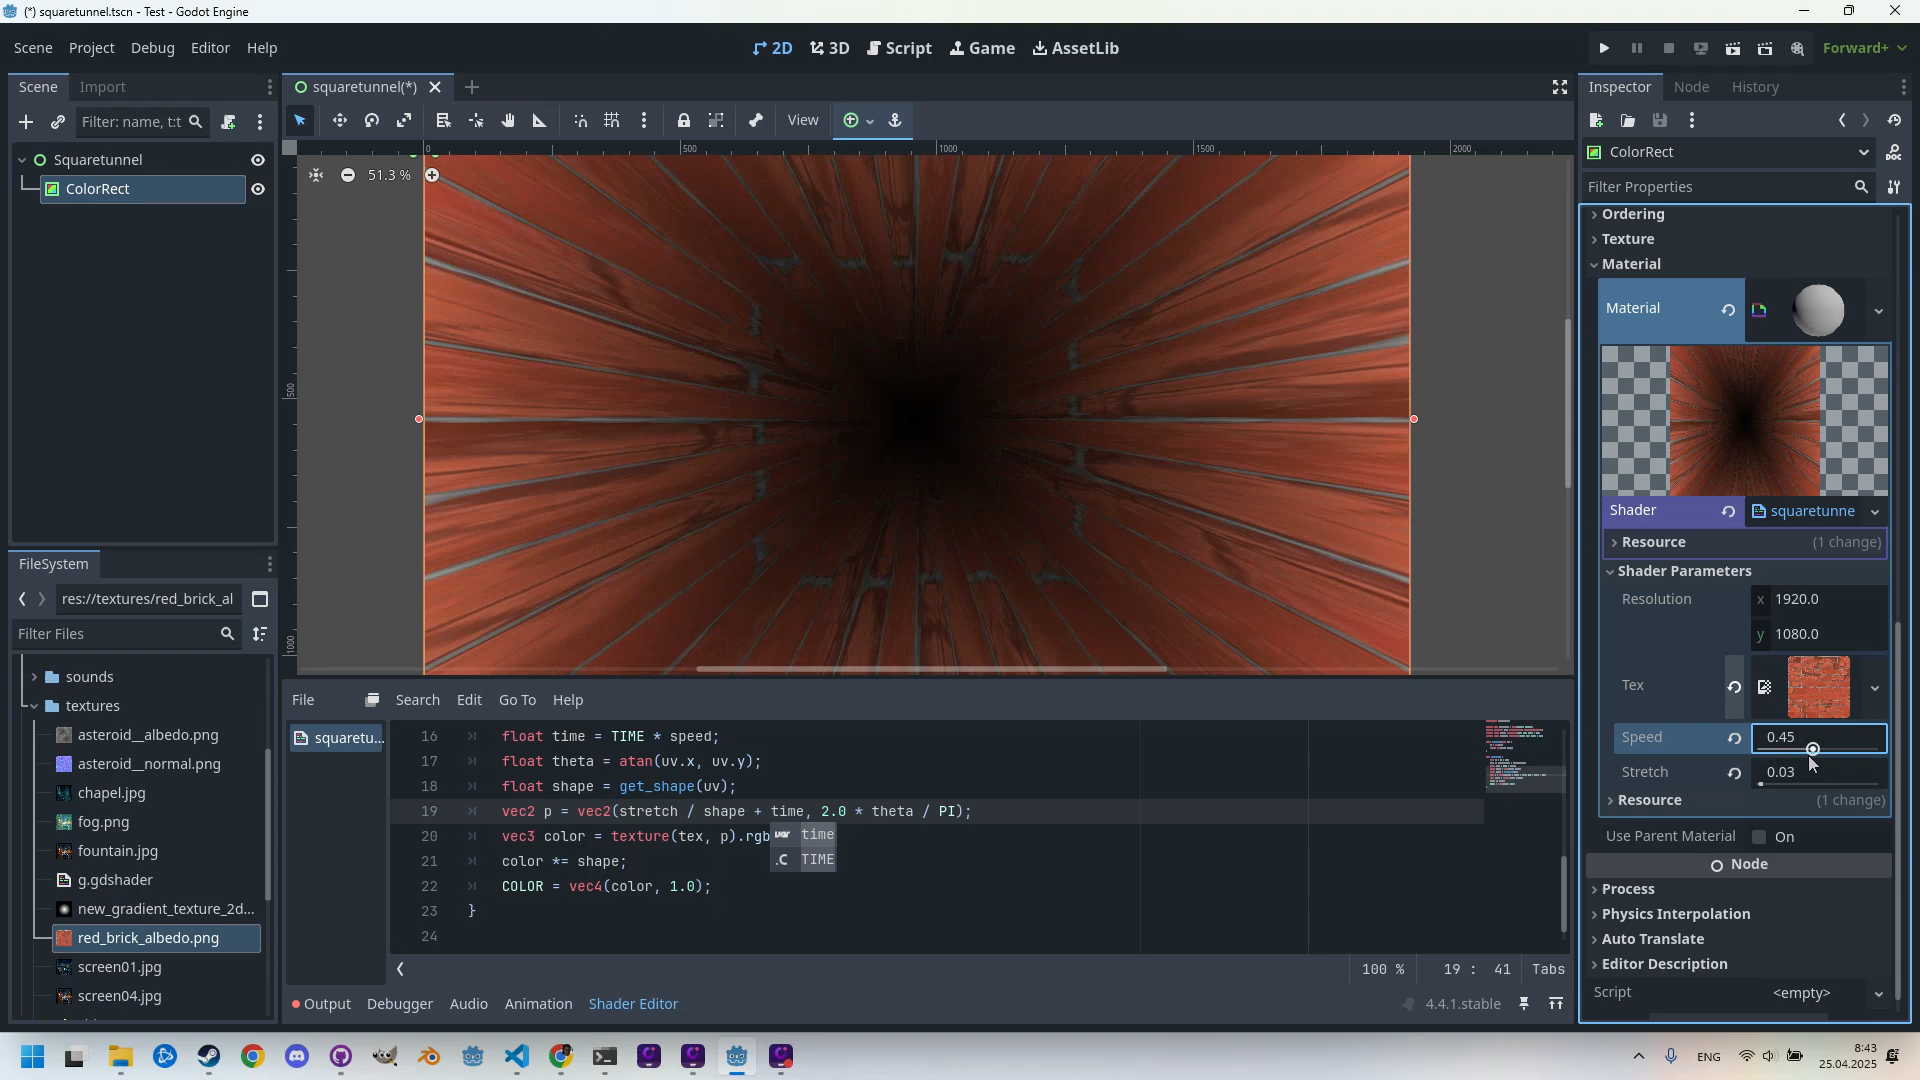 (*) squaretunnel.tscn - Test - Godot Engine
Scene Project Debug Editor Help
2D 3D Script Game AssetLib
Forward+
Scene Import
Filter: name, t:t
Squaretunnel
ColorRect
squaretunnel(*)
View
0 500 1000 1500 2000
51.3 %
500
1000
FileSystem
res://textures/red_brick_al
Filter Files
sounds
textures
asteroid__albedo.png
asteroid__normal.png
chapel.jpg
fog.png
fountain.jpg
g.gdshader
new_gradient_texture_2d...
red_brick_albedo.png
screen01.jpg
screen04.jpg
File Search Edit Go To Help
squaretu...
16 float time = TIME * speed;
17 float theta = atan(uv.x, uv.y);
18 float shape = get_shape(uv);
19 vec2 p = vec2(stretch / shape + time, 2.0 * theta / PI);
20 vec3 color = texture(tex, p).rgb
time
TIME
21 color *= shape;
22 COLOR = vec4(color, 1.0);
23 }
24
100 % 19 : 41 Tabs
Output Debugger Audio Animation Shader Editor
4.4.1.stable
Inspector Node History
ColorRect
DOC
Filter Properties
Ordering
Texture
Material
Material
Shader squaretunne
Resource (1 change)
Shader Parameters
Resolution x 1920.0
y 1080.0
Tex
Speed 0.45
Stretch 0.03
Resource (1 change)
Use Parent Material On
Node
Process
Physics Interpolation
Auto Translate
Editor Description
Script <empty>
ENG
8:43
25.04.2025